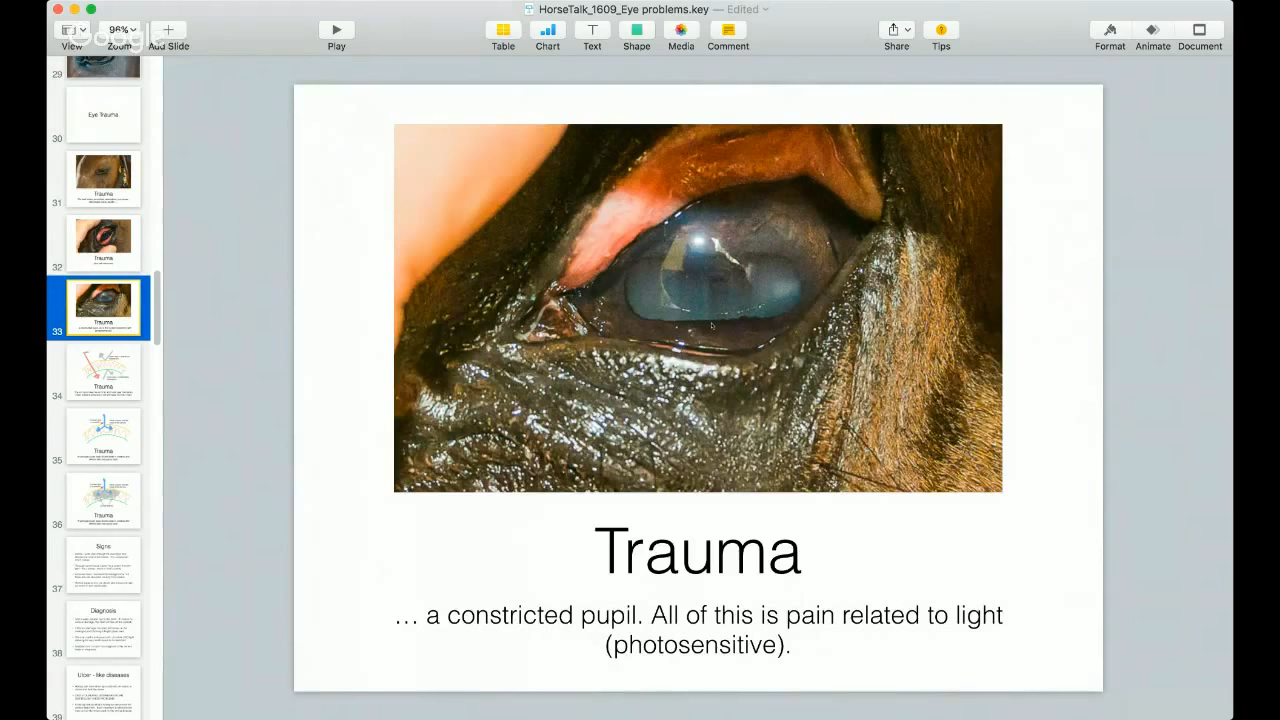 HorseTalk_1609_Eye problems.key — Edited
96%
Google
View
Zoom
Add Slide
Play
Table
Chart
Text
Shape
Media
Comment
Share
Tips
Format
Animate
Document
29
Eye Trauma
30
Trauma
31
Trauma
32
Trauma
33
Trauma
34
Trauma
35
Trauma
36
Signs
37
Diagnosis
38
Ulcer - like diseases
39
Trauma
... a constricted pupil. All of this is pain related to light
(photosensitive).